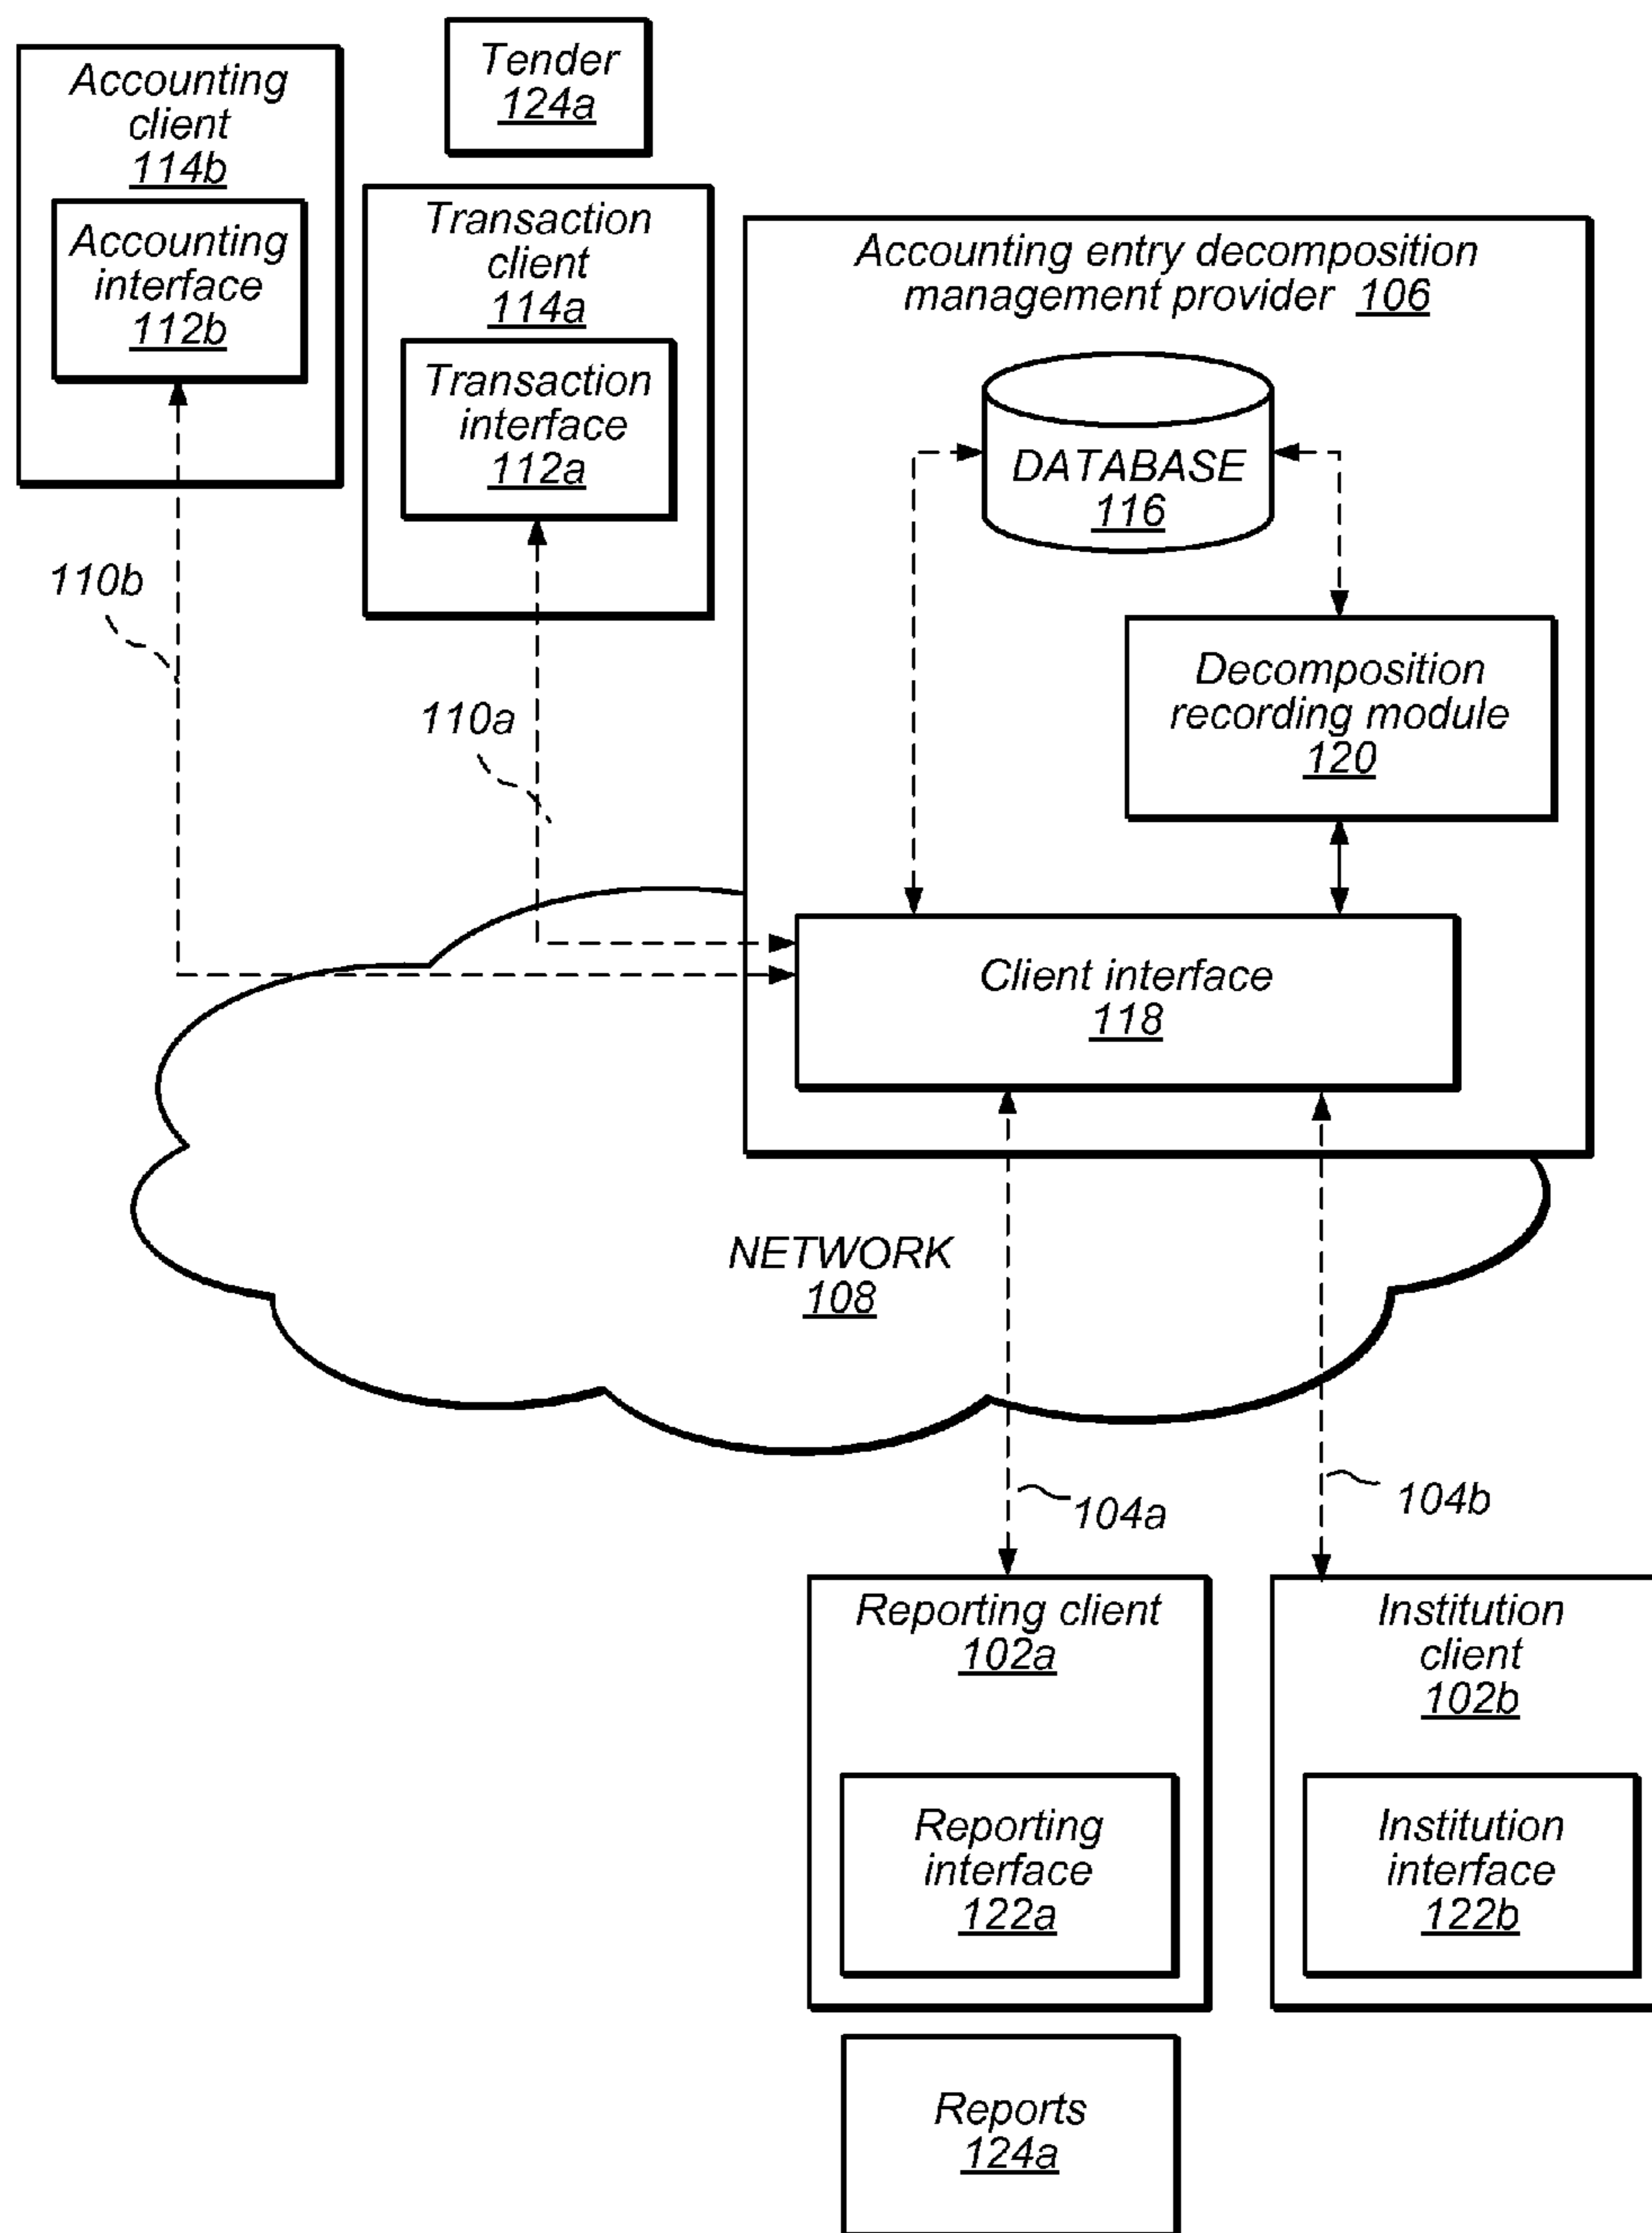 Tender
124a
Accounting
client
114b
Accounting
interface
112b
Transaction
client
114a
Transaction
interface
112a
Accounting entry decomposition
management provider 106
DATABASE
116
110b
Decomposition
recording module
120
110a
Client interface
118
NETWORK
108
104a
104b
Reporting client
102a
Institution
client
102b
Reporting
interface
122a
Institution
interface
122b
Reports
124a